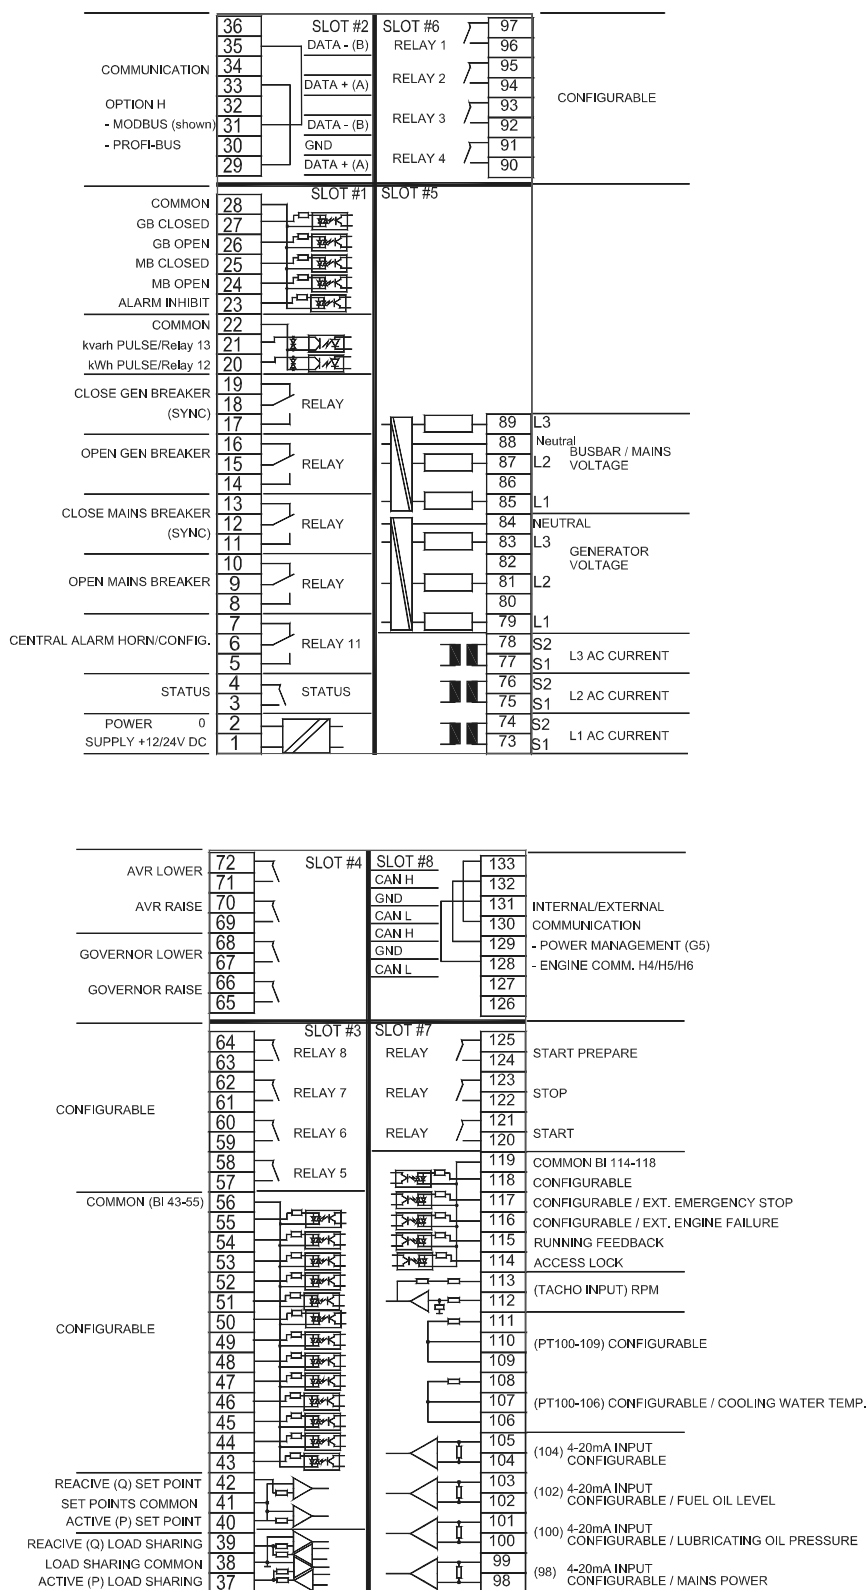 36 SLOT #2 SLOT #6 97
35 DATA - (B) RELAY 1 96
34 95
COMMUNICATION RELAY 2
33 DATA + (A) 94
CONFIGURABLE
OPTION H 32 93
- MODBUS (shown) 31 DATA - (B) RELAY 3 92
- PROFI-BUS 30 GND 91
29 DATA + (A) RELAY 4 90
SLOT #1 SLOT #5
COMMON 28
GB CLOSED 27
GB OPEN 26
MB CLOSED 25
MB OPEN 24
ALARM INHIBIT 23
COMMON 22
kvarh PULSE/Relay 13 21
kWh PULSE/Relay 12 20
19
CLOSE GEN BREAKER 18 RELAY
(SYNC)
17 89 L3
16 88 Neutral
OPEN GEN BREAKER BUSBAR / MAINS
15 RELAY 87 L2 VOLTAGE
14 86
13 85 L1
CLOSE MAINS BREAKER
12 RELAY 84 NEUTRAL
(SYNC)
11 83 L3
GENERATOR
10 82 VOLTAGE
OPEN MAINS BREAKER 9 RELAY 81 L2
8 80
7 79 L1
CENTRAL ALARM HORN/CONFIG. 6 RELAY 11 78 S2
L3 AC CURRENT
5 77 S1
4 76 S2
STATUS STATUS L2 AC CURRENT
3 75 S1
POWER 0 2 74 S2
L1 AC CURRENT
SUPPLY +12/24V DC 1 73 S1
72 SLOT #4 SLOT #8 133
AVR LOWER
71 CAN H 132
70 GND 131 INTERNAL/EXTERNAL
AVR RAISE
69 CAN L 130 COMMUNICATION
68 CAN H 129 - POWER MANAGEMENT (G5)
GOVERNOR LOWER
67 GND 128 - ENGINE COMM. H4/H5/H6
66 CAN L 127
GOVERNOR RAISE
65 126
SLOT #3 SLOT #7
64 125
RELAY 8 RELAY START PREPARE
63 124
62 123
RELAY 7 RELAY STOP
61 122
CONFIGURABLE
60 121
RELAY 6 RELAY START
59 120
58 119 COMMON BI 114-118
RELAY 5
57 118 CONFIGURABLE
COMMON (BI 43-55) 56 117 CONFIGURABLE / EXT. EMERGENCY STOP
55 116 CONFIGURABLE / EXT. ENGINE FAILURE
54 115 RUNNING FEEDBACK
53 114 ACCESS LOCK
52 113
(TACHO INPUT) RPM
51 112
50 111
CONFIGURABLE
49 110 (PT100-109) CONFIGURABLE
48 109
47 108
46 107 (PT100-106) CONFIGURABLE / COOLING WATER TEMP.
45 106
44 105
(104) 4-20mA INPUT
43 104 CONFIGURABLE
REACIVE (Q) SET POINT 42 103
(102) 4-20mA INPUT
SET POINTS COMMON 41 102 CONFIGURABLE / FUEL OIL LEVEL
ACTIVE (P) SET POINT 40 101
(100) 4-20mA INPUT
REACIVE (Q) LOAD SHARING 39 100 CONFIGURABLE / LUBRICATING OIL PRESSURE
LOAD SHARING COMMON 38 99
(98) 4-20mA INPUT
ACTIVE (P) LOAD SHARING 37 98 CONFIGURABLE / MAINS POWER